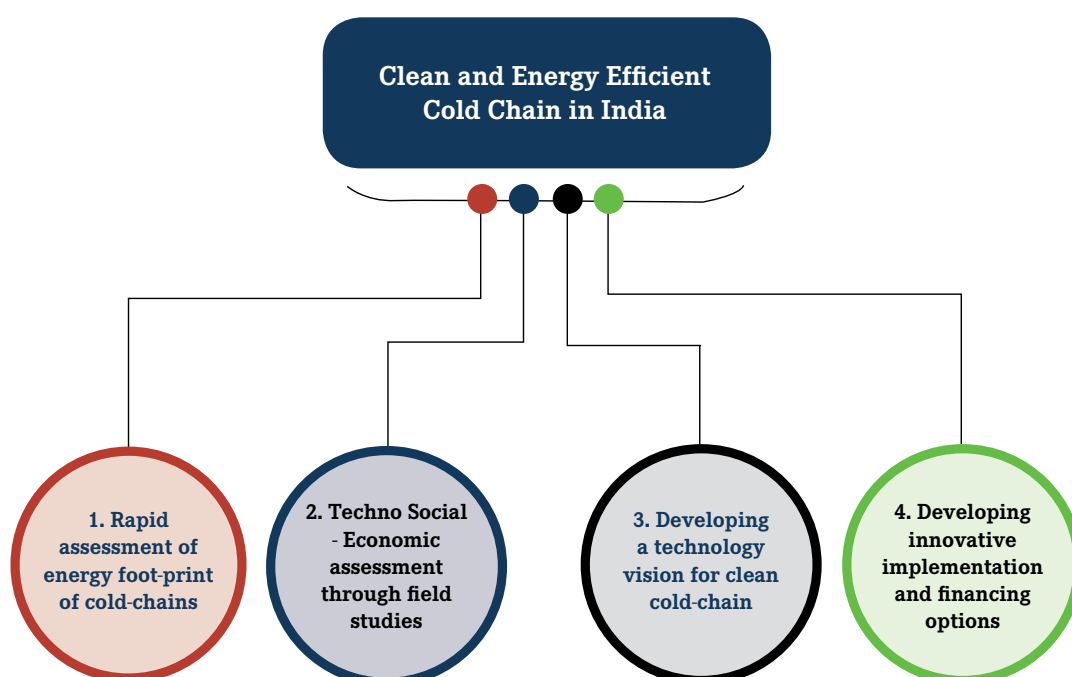 Clean and Energy Efficient
Cold Chain in India
1. Rapid
assessment of
energy foot-print
of cold-chains
2. Techno Social
- Economic
assessment
through field
studies
3. Developing
a technology
vision for clean
cold-chain
4. Developing
innovative
implementation
and financing
options